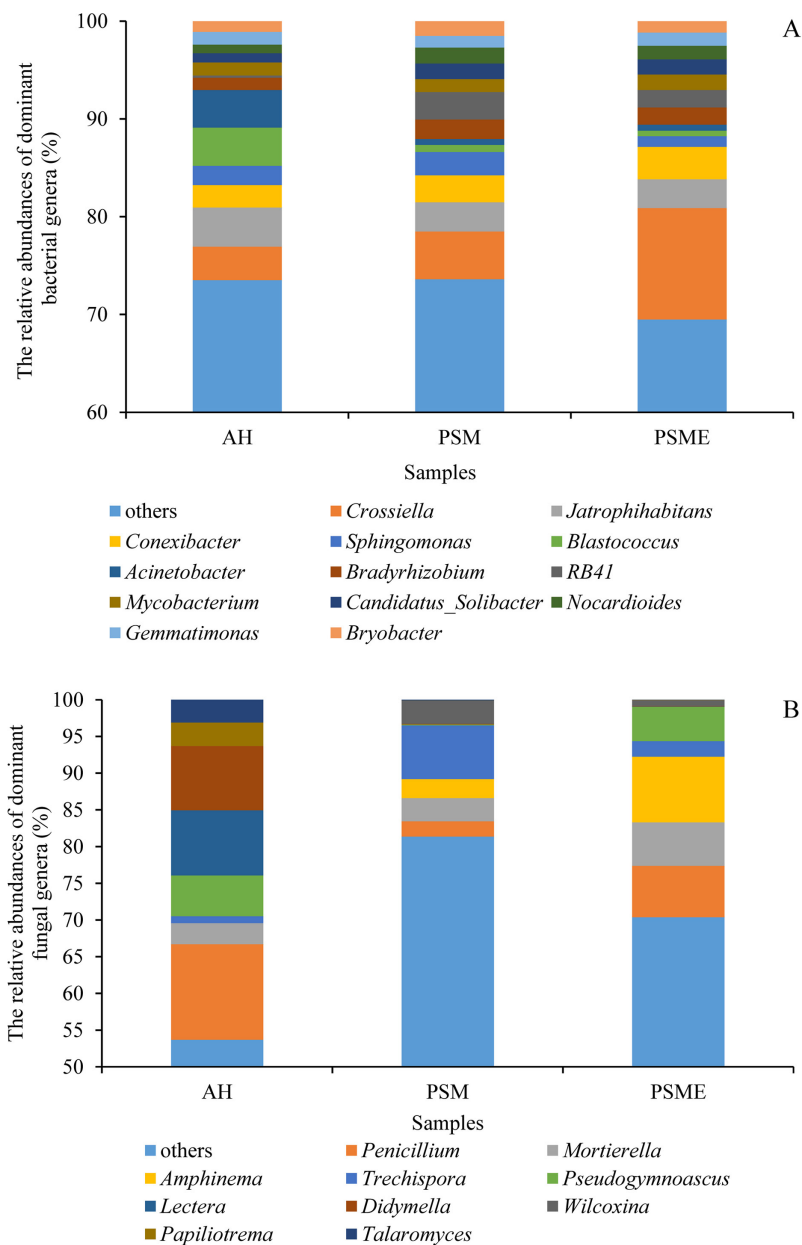 A
The relative abundances of dominant
bacterial genera (%)
100
90
80
70
60
AH PSM PSME
Samples
others Crossiella Jatrophihabitans
Conexibacter Sphingomonas Blastococcus
Acinetobacter Bradyrhizobium RB41
Mycobacterium Candidatus_Solibacter Nocardioides
Gemmatimonas Bryobacter
B
The relative abundances of dominant
fungal genera (%)
100
95
90
85
80
75
70
65
60
55
50
AH PSM PSME
Samples
others Penicillium Mortierella
Amphinema Trechispora Pseudogymnoascus
Lectera Didymella Wilcoxina
Papiliotrema Talaromyces